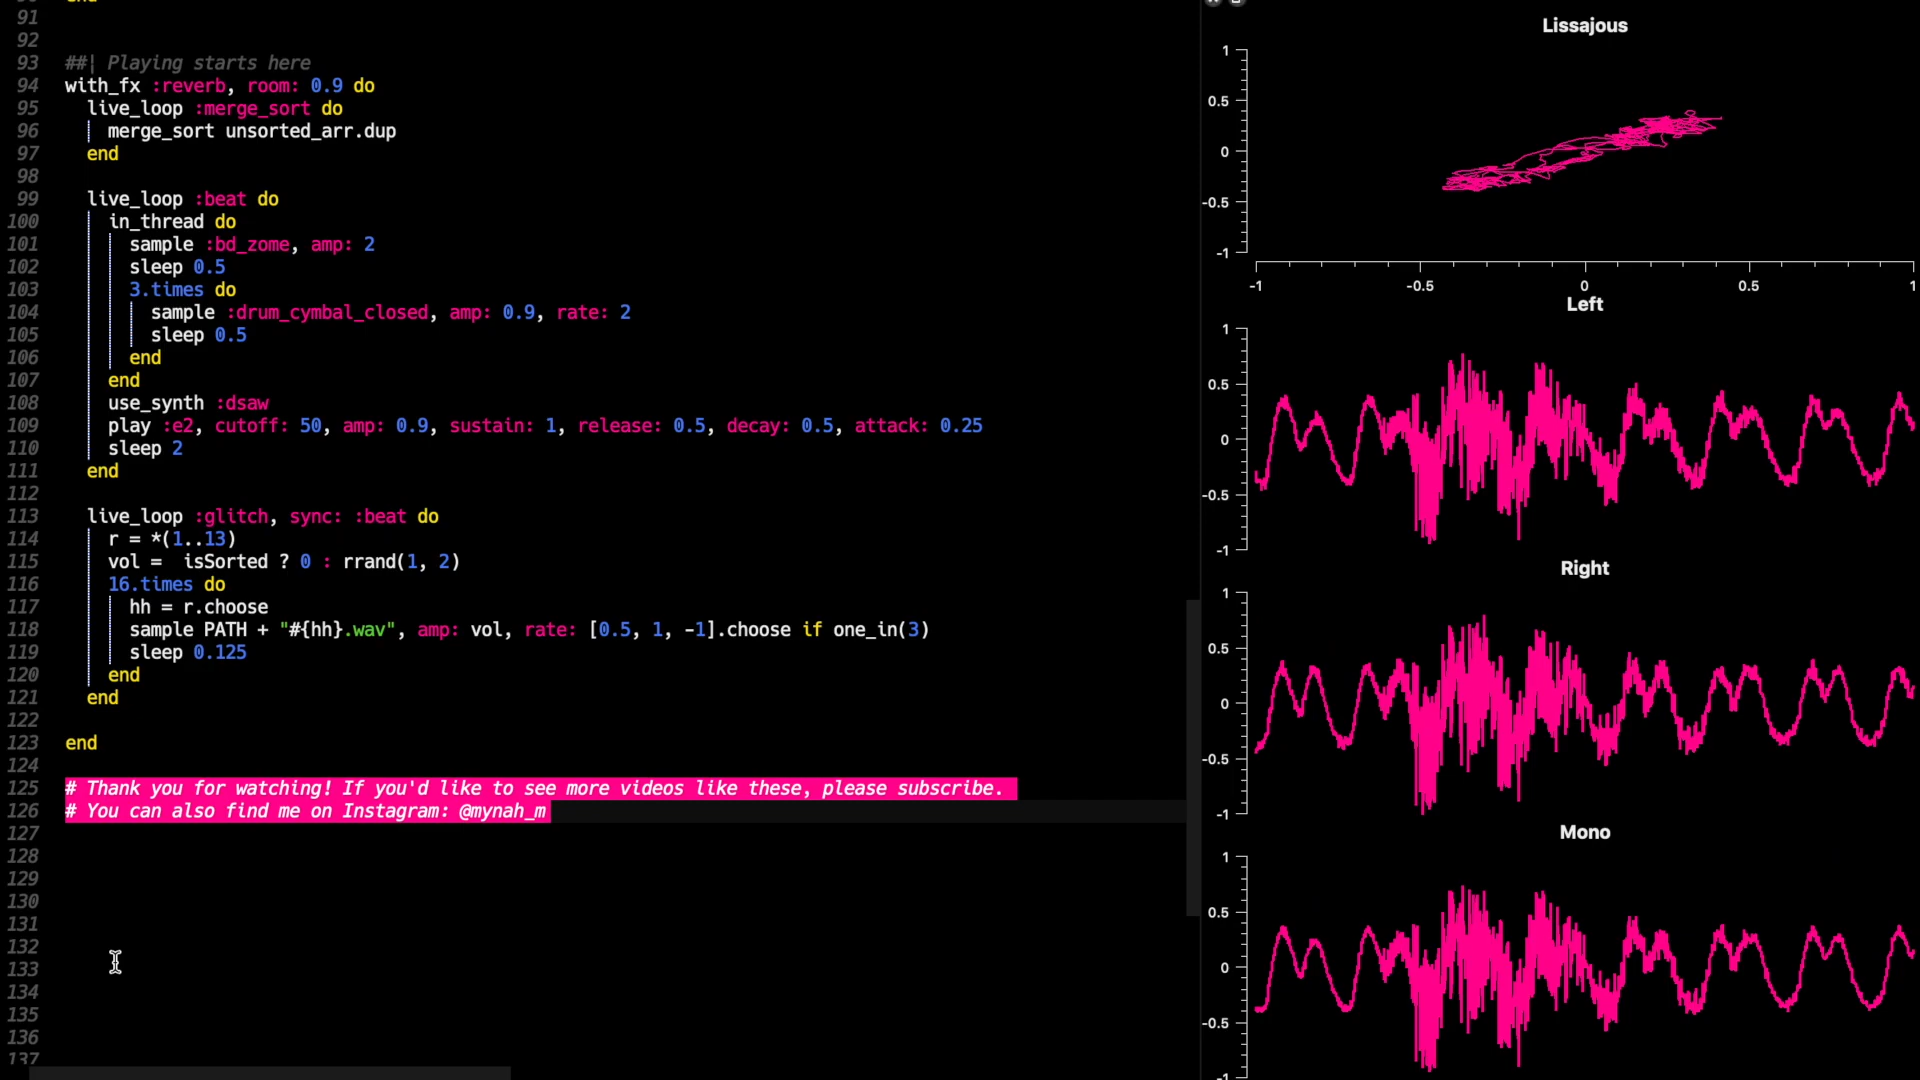 91
92
93 ##| Playing starts here
94 with_fx :reverb, room: 0.9 do
95 live_loop :merge_sort do
96 merge_sort unsorted_arr.dup
97 end
98
99 live_loop :beat do
100 in_thread do
101 sample :bd_zome, amp: 2
102 sleep 0.5
103 3.times do
104 sample :drum_cymbal_closed, amp: 0.9, rate: 2
105 sleep 0.5
106 end
107 end
108 use_synth :dsaw
109 play :e2, cutoff: 50, amp: 0.9, sustain: 1, release: 0.5, decay: 0.5, attack: 0.25
110 sleep 2
111 end
112
113 live_loop :glitch, sync: :beat do
114 r = *(1..13)
115 vol =  isSorted ? 0 : rrand(1, 2)
116 16.times do
117 hh = r.choose
118 sample PATH + "#{hh}.wav", amp: vol, rate: [0.5, 1, -1].choose if one_in(3)
119 sleep 0.125
120 end
121 end
122
123 end
124
125 # Thank you for watching! If you'd like to see more videos like these, please subscribe.
126 # You can also find me on Instagram: @mynah_m
127
128
129
130
131
132
133
134
135
136
137
Lissajous
1
0.5
0
-0.5
-1
-1 -0.5 0 0.5 1
Left
1
0.5
0
-0.5
-1
Right
1
0.5
0
-0.5
-1
Mono
1
0.5
0
-0.5
-1